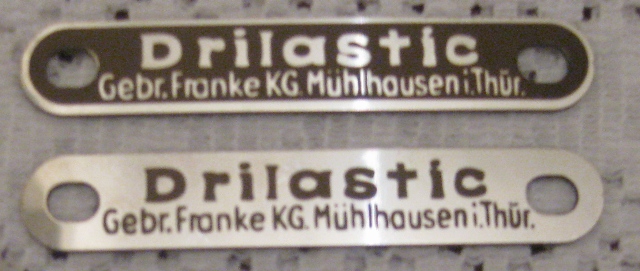 Drilastic
Gebr. Franke KG. Mühlhausen i. Thür.
Drilastic
Gebr. Franke KG. Mühlhausen i. Thür.